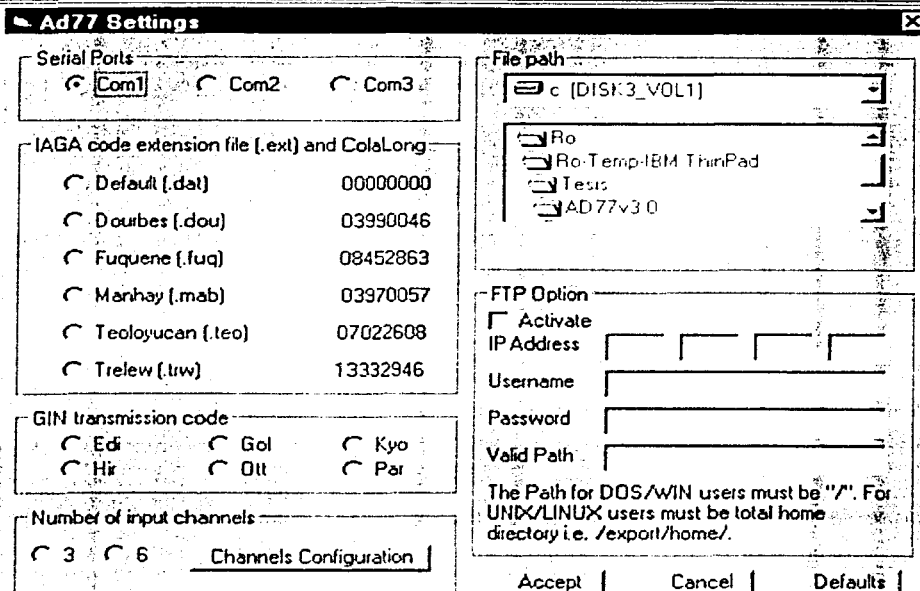 Ad77 Settings
Serial Ports
Com1 Com2 Com3
IAGA code extension file (.ext) and ColaLong
Default (.dat) 00000000
Dourbes (.dou) 03990046
Fuquene (.fuq) 08452863
Manhay (.mab) 03970057
Teoloyucan (.teo) 07022608
Trelew (.trw) 13332946
GIN transmission code
Edi Gol Kyo
Hir Ott Par
Number of input channels
3 6 Channels Configuration
File path
c [DISK3_VOL1]
Ro
Ro-Temp-IBM ThinPad
Tesis
AD77v3.0
FTP Option
Activate
IP Address
Username
Password
Valid Path
The Path for DOS/WIN users must be "/". For
UNIX/LINUX users must be total home
directory i.e. /export/home/.
Accept Cancel Defaults